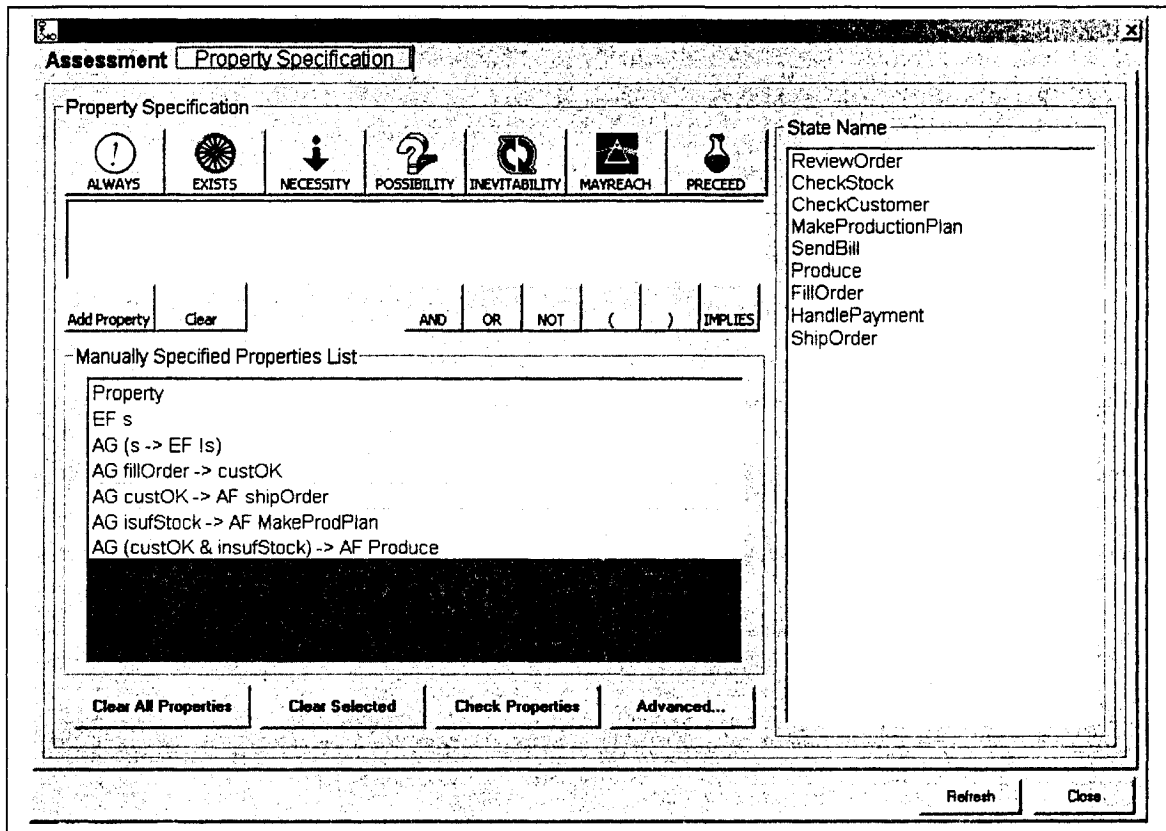 Assessment Property Specification
Property Specification
ALWAYS EXISTS NECESSITY POSSIBILITY INEVITABILITY MAYREACH PRECEED
Add Property Clear AND OR NOT ( ) IMPLIES
Manually Specified Properties List
Property
EF s
AG (s -> EF !s)
AG fillOrder -> custOK
AG custOK -> AF shipOrder
AG isufStock -> AF MakeProdPlan
AG (custOK & insufStock) -> AF Produce
Clear All Properties Clear Selected Check Properties Advanced...
State Name
ReviewOrder
CheckStock
CheckCustomer
MakeProductionPlan
SendBill
Produce
FillOrder
HandlePayment
ShipOrder
Refresh Close